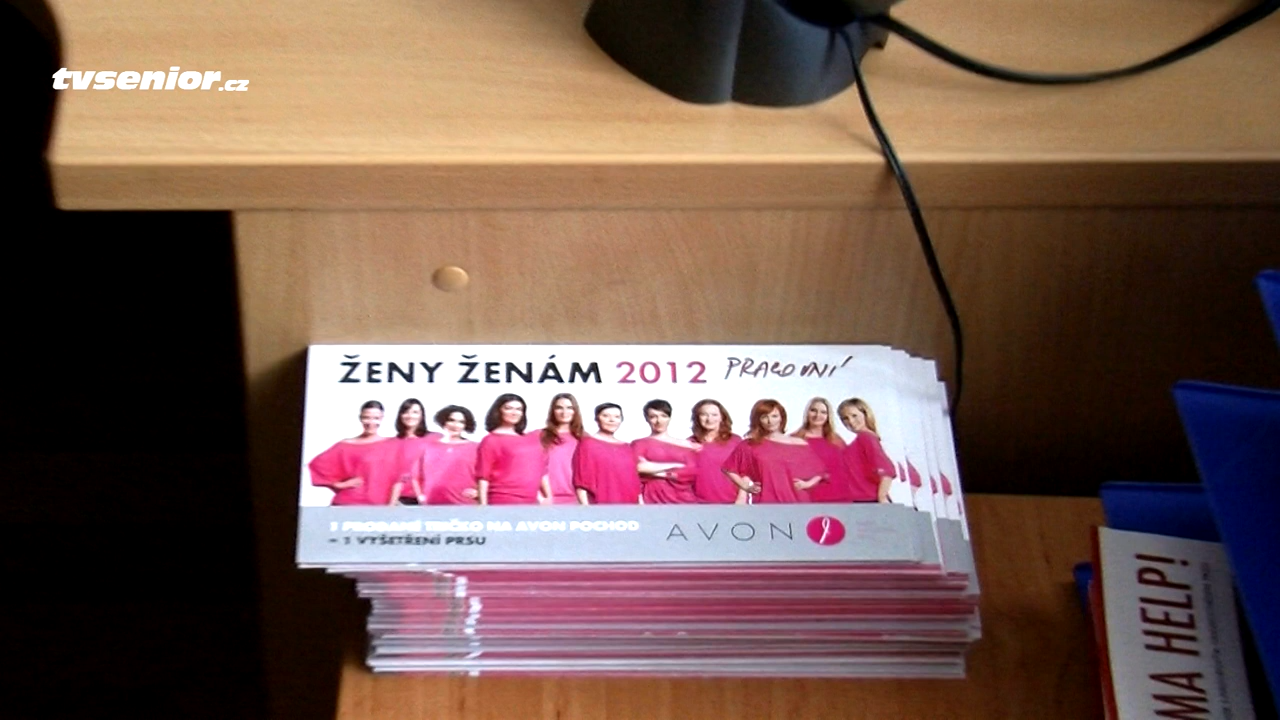 tvsenior.cz
ŽENY ŽENÁM 2012 PRACOVNÍ
1 PRODANÉ TRIČKO NA AVON POCHOD
= 1 VYŠETŘENÍ PRSU
AVON
MA HELP!